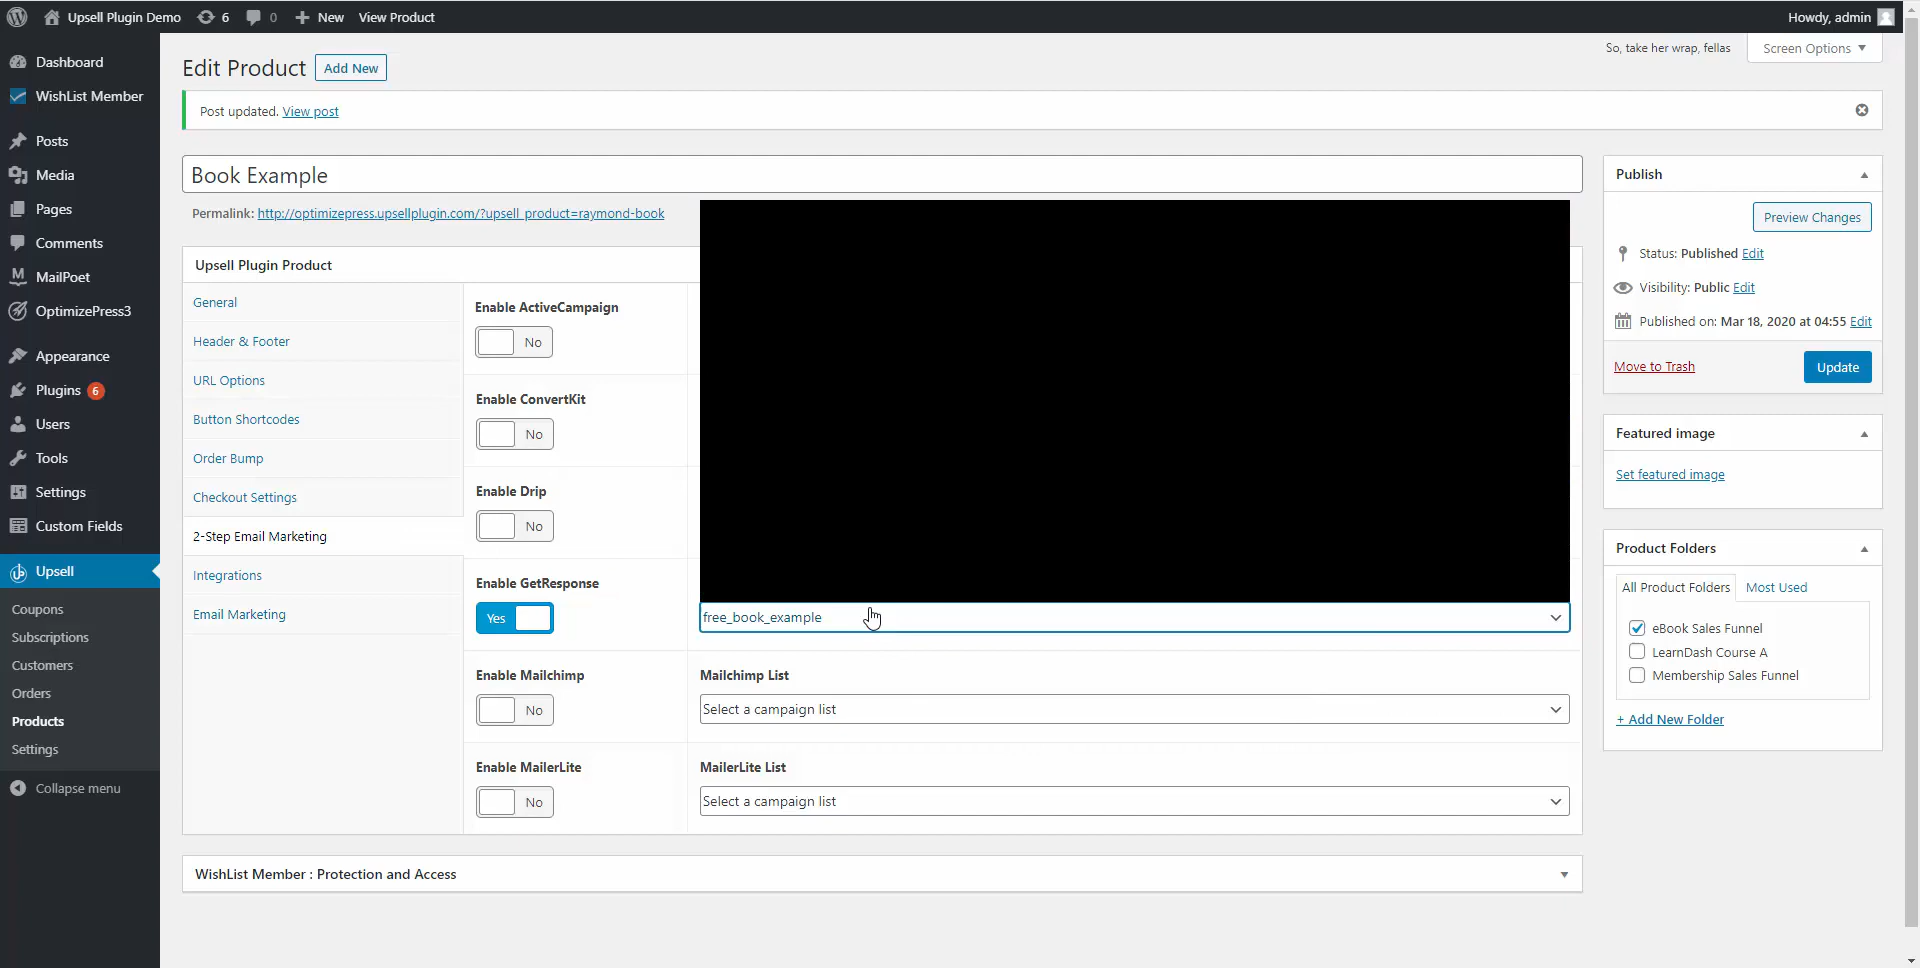 Upsell Plugin Demo 6 0 New View Product Howdy, admin
Dashboard
WishList Member
Posts
Media
Pages
Comments
MailPoet
OptimizePress3
Appearance
Plugins 6
Users
Tools
Settings
Custom Fields
Upsell
Coupons
Subscriptions
Customers
Orders
Products
Settings
Collapse menu
So, take her wrap, fellas
Screen Options
Edit Product Add New
Post updated. View post
Book Example
Permalink: http://optimizepress.upsellplugin.com/?upsell_product=raymond-book
Upsell Plugin Product
General
Header & Footer
URL Options
Button Shortcodes
Order Bump
Checkout Settings
2-Step Email Marketing
Integrations
Email Marketing
Enable ActiveCampaign
No
Enable ConvertKit
No
Enable Drip
No
Enable GetResponse
Yes
free_book_example
Enable Mailchimp
No
Mailchimp List
Select a campaign list
Enable MailerLite
No
MailerLite List
Select a campaign list
WishList Member : Protection and Access
Publish
Preview Changes
Status: Published Edit
Visibility: Public Edit
Published on: Mar 18, 2020 at 04:55 Edit
Move to Trash
Update
Featured image
Set featured image
Product Folders
All Product Folders Most Used
eBook Sales Funnel
LearnDash Course A
Membership Sales Funnel
+ Add New Folder